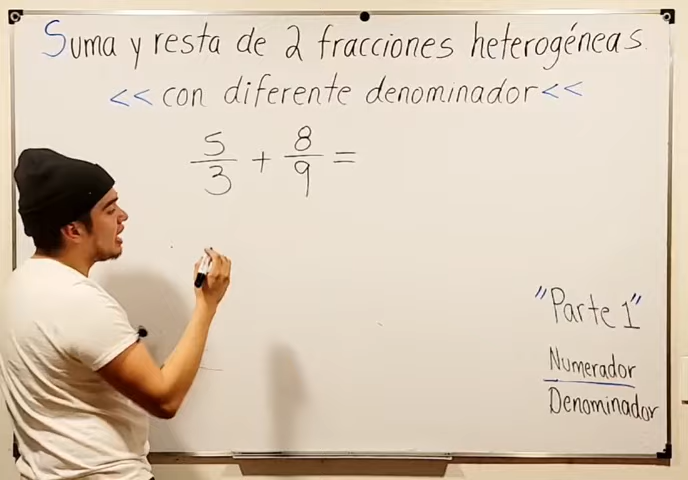 Suma y resta de 2 fracciones heterogéneas.
<< con diferente denominador <<
5/3 + 8/9 =
"Parte 1"
Numerador
Denominador